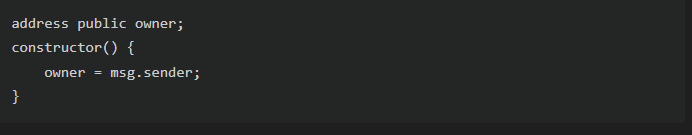 address public owner;
constructor() {
    owner = msg.sender;
}